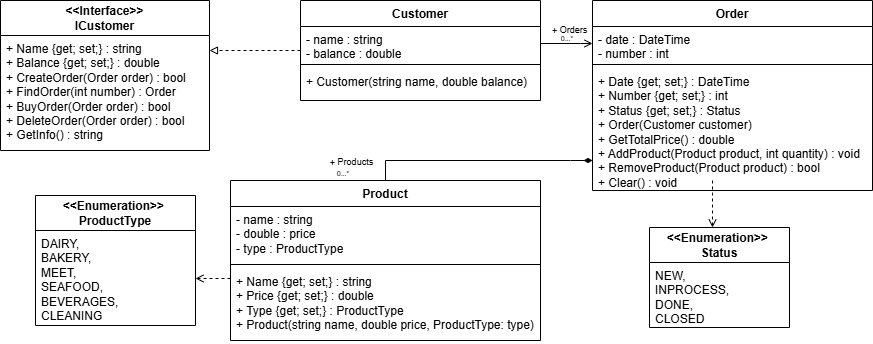 <<Interface>>
ICustomer
+ Name {get; set;} : string
+ Balance {get; set;} : double
+ CreateOrder(Order order) : bool
+ FindOrder(int number) : Order
+ BuyOrder(Order order) : bool
+ DeleteOrder(Order order) : bool
+ GetInfo() : string
Customer
- name : string
- balance : double
+ Customer(string name, double balance)
+ Orders
0...*
Order
- date : DateTime
- number : int
+ Date {get; set;} : DateTime
+ Number {get; set;} : int
+ Status {get; set;} : Status
+ Order(Customer customer)
+ GetTotalPrice() : double
+ AddProduct(Product product, int quantity) : void
+ RemoveProduct(Product product) : bool
+ Clear() : void
+ Products
0...*
<<Enumeration>>
ProductType
DAIRY,
BAKERY,
MEET,
SEAFOOD,
BEVERAGES,
CLEANING
Product
- name : string
- double : price
- type : ProductType
+ Name {get; set;} : string
+ Price {get; set;} : double
+ Type {get; set;} : ProductType
+ Product(string name, double price, ProductType: type)
<<Enumeration>>
Status
NEW,
INPROCESS,
DONE,
CLOSED